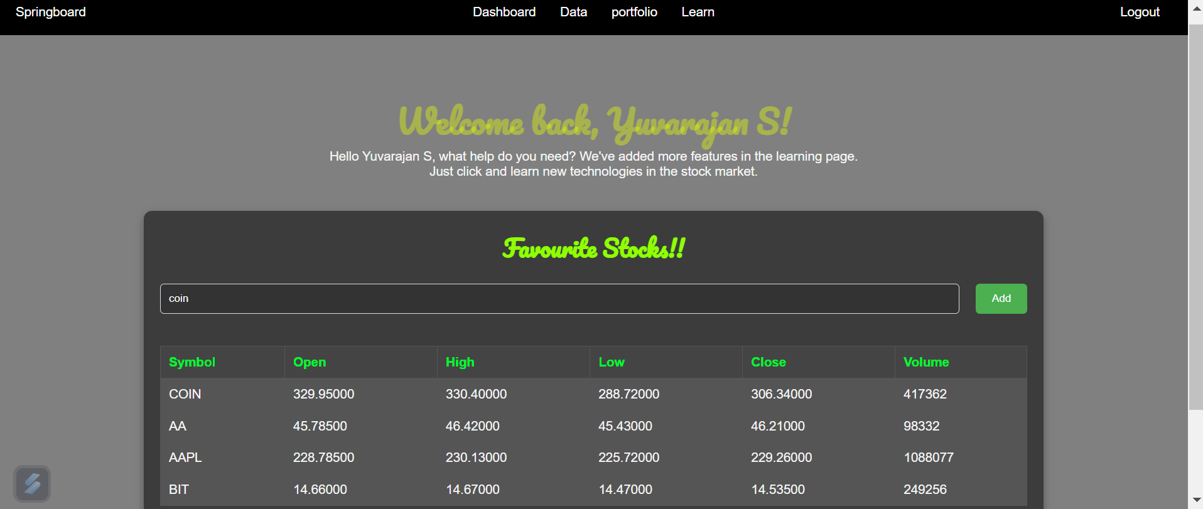 Springboard Dashboard Data portfolio Learn Logout
Welcome back, Yuvarajan S!
Hello Yuvarajan S, what help do you need? We've added more features in the learning page.
Just click and learn new technologies in the stock market.
Favourite Stocks!!
coin Add
Symbol Open High Low Close Volume
COIN 329.95000 330.40000 288.72000 306.34000 417362
AA 45.78500 46.42000 45.43000 46.21000 98332
AAPL 228.78500 230.13000 225.72000 229.26000 1088077
BIT 14.66000 14.67000 14.47000 14.53500 249256